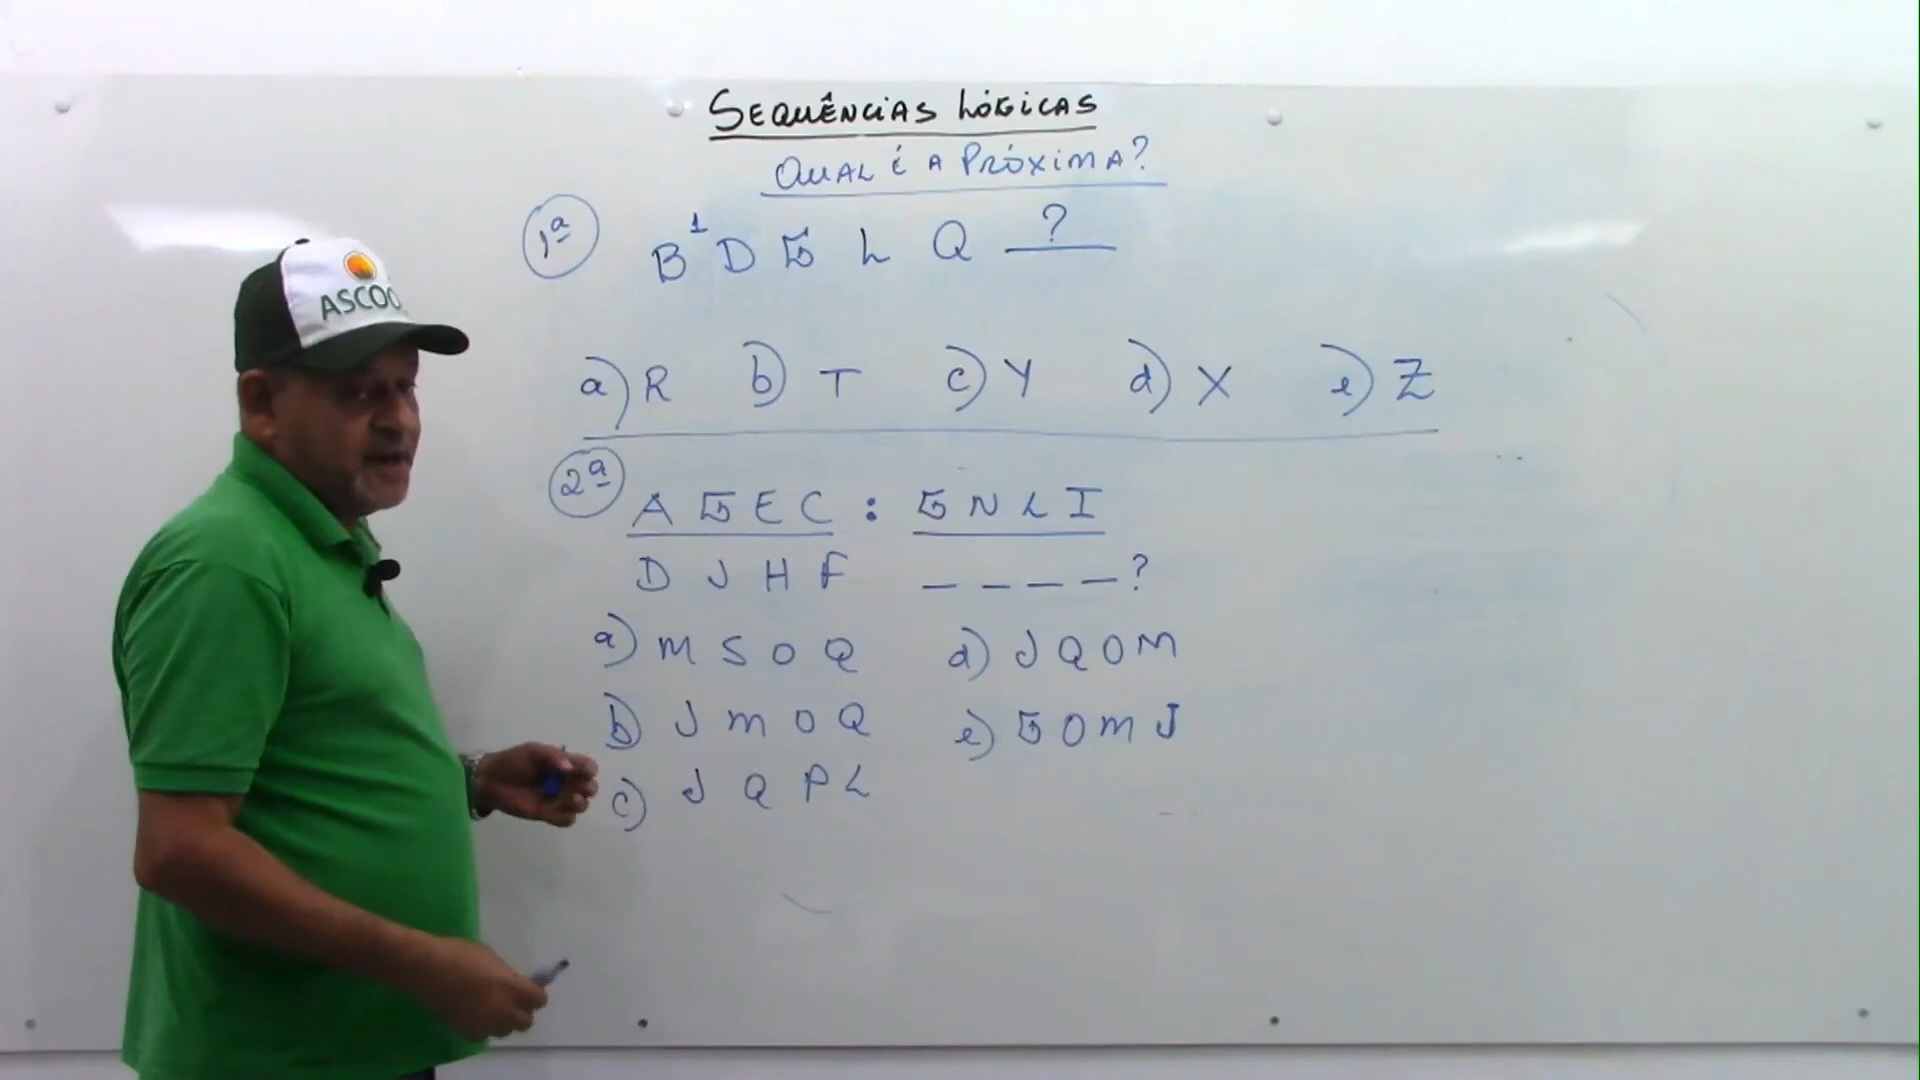 SEQUÊNCIAS LÓGICAS
QUAL É A PRÓXIMA?
1ª B 1 D G L Q ?
a) R b) T c) Y d) X e) Z
2ª A G E C : G N L I
D J H F _ _ _ _ ?
a) M S O Q d) J Q O M
b) J M O Q e) G O M J
c) J Q P L
ASCOO